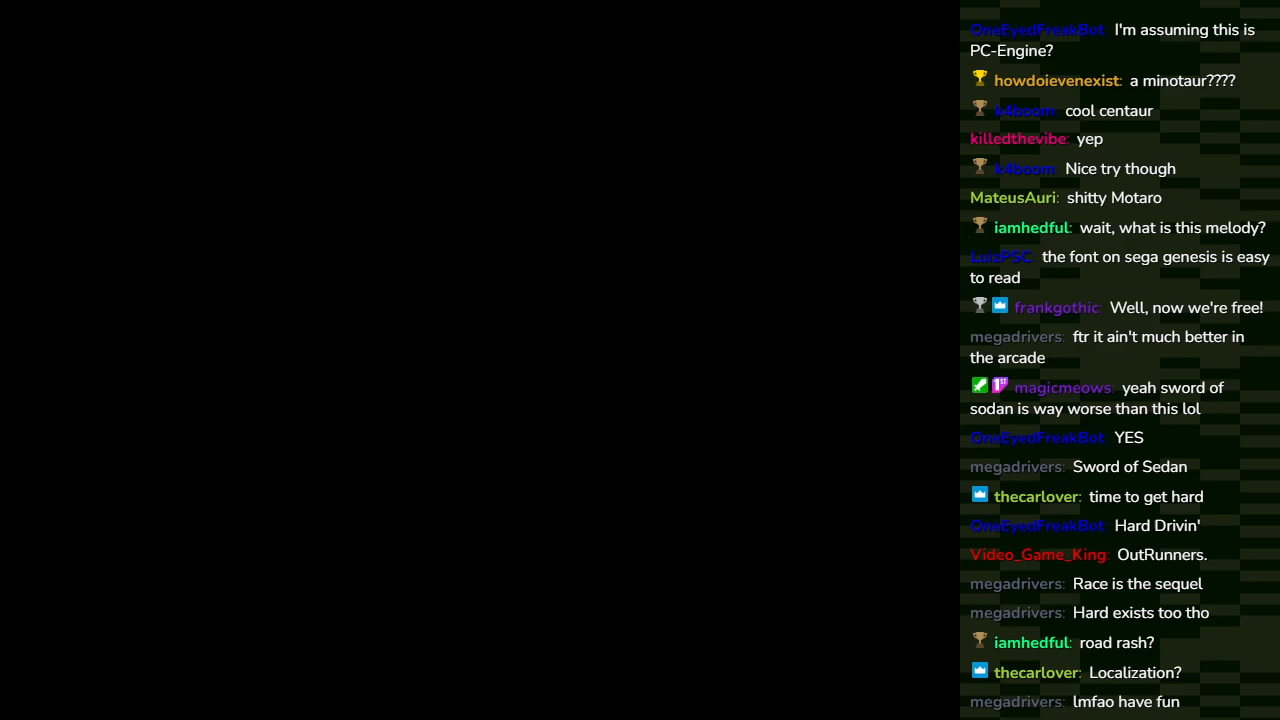 OneEyedFreakBot: I'm assuming this is
PC-Engine?
howdoievenexist: a minotaur????
k4boom: cool centaur
killedthevibe: yep
k4boom: Nice try though
MateusAuri: shitty Motaro
iamhedful: wait, what is this melody?
LuizPSC: the font on sega genesis is easy
to read
frankgothic: Well, now we're free!
megadrivers: ftr it ain't much better in
the arcade
1ST magicmeows: yeah sword of
sodan is way worse than this lol
OneEyedFreakBot: YES
megadrivers: Sword of Sedan
thecarlover: time to get hard
OneEyedFreakBot: Hard Drivin'
Video_Game_King: OutRunners.
megadrivers: Race is the sequel
megadrivers: Hard exists too tho
iamhedful: road rash?
thecarlover: Localization?
megadrivers: lmfao have fun